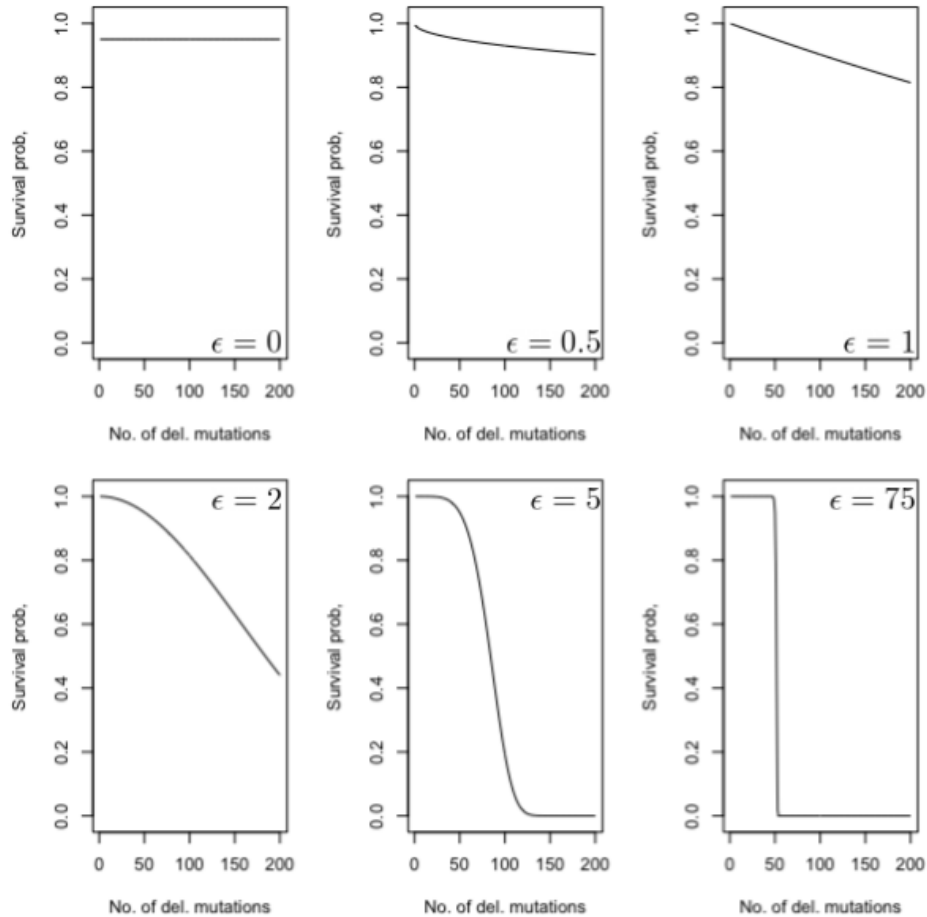 1.0
0.8
0.6
0.4
0.2
0.0
Survival prob,
ϵ = 0
0 50 100 150 200
No. of del. mutations
1.0
0.8
0.6
0.4
0.2
0.0
Survival prob,
ϵ = 0.5
0 50 100 150 200
No. of del. mutations
1.0
0.8
0.6
0.4
0.2
0.0
Survival prob,
ϵ = 1
0 50 100 150 200
No. of del. mutations
1.0
0.8
0.6
0.4
0.2
0.0
Survival prob,
ϵ = 2
0 50 100 150 200
No. of del. mutations
1.0
0.8
0.6
0.4
0.2
0.0
Survival prob,
ϵ = 5
0 50 100 150 200
No. of del. mutations
1.0
0.8
0.6
0.4
0.2
0.0
Survival prob,
ϵ = 75
0 50 100 150 200
No. of del. mutations